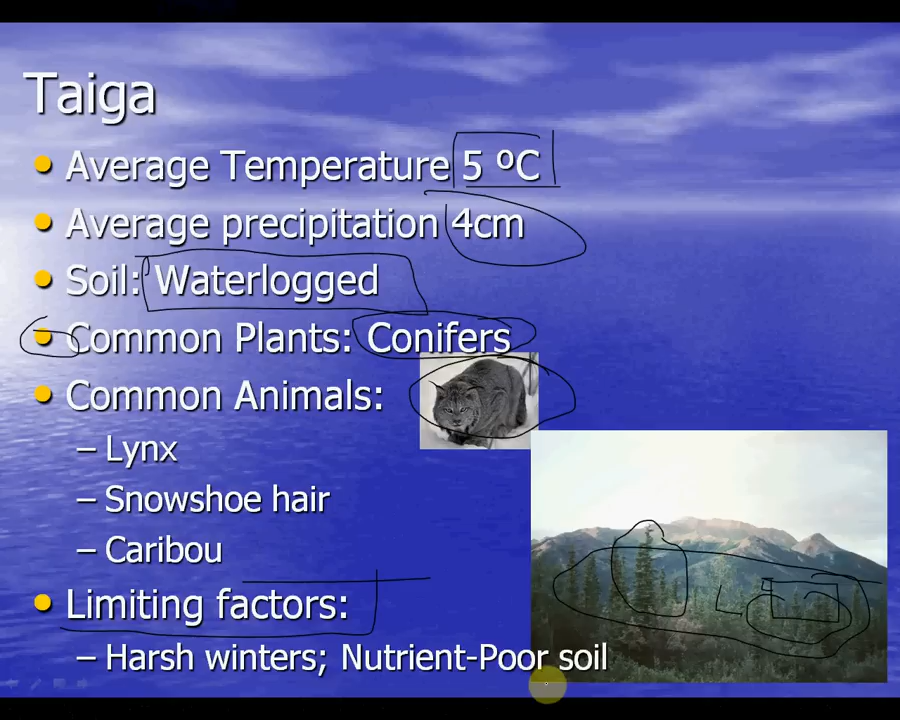 Taiga
Average Temperature 5 ºC
Average precipitation 4cm
Soil: Waterlogged
Common Plants: Conifers
Common Animals:
– Lynx
– Snowshoe hair
– Caribou
Limiting factors:
– Harsh winters; Nutrient-Poor soil